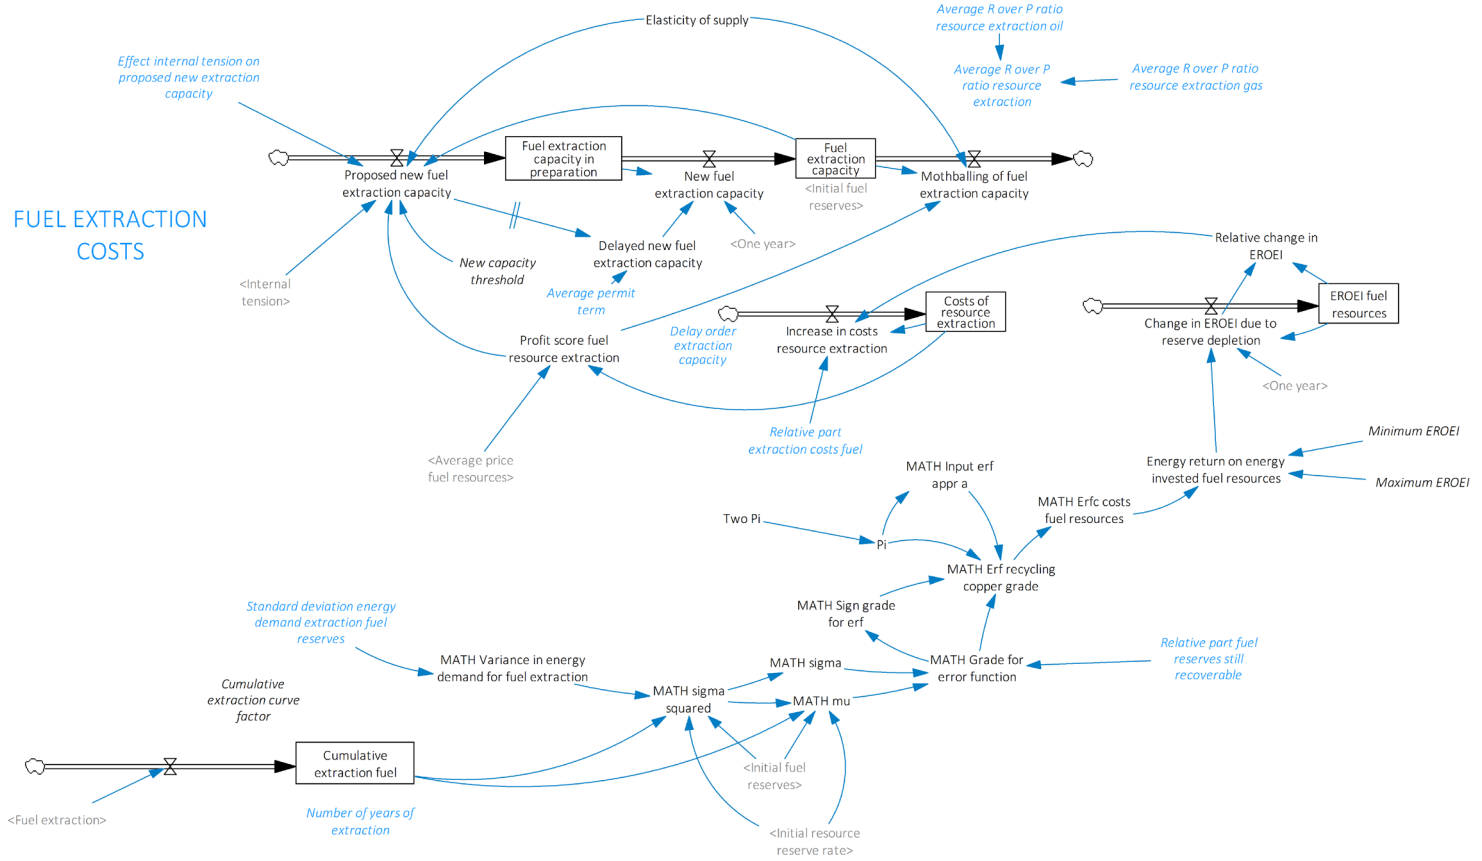 Elasticity of supply
Average R over P ratio
resource extraction oil
Effect internal tension on
proposed new extraction
capacity
Average R over P
ratio resource
extraction
Average R over P ratio
resource extraction gas
Fuel extraction
capacity in
preparation
Fuel
extraction
capacity
Proposed new fuel
extraction capacity
New fuel
extraction capacity
<Initial fuel
reserves>
Mothballing of fuel
extraction capacity
FUEL EXTRACTION
COSTS
Delayed new fuel
extraction capacity
<One year>
Relative change in
EROEI
New capacity
threshold
<Internal
tension>
Average permit
term
Costs of
resource
extraction
EROEI fuel
resources
Delay order
extraction
capacity
Increase in costs
resource extraction
Change in EROEI due to
reserve depletion
Profit score fuel
resource extraction
<One year>
Relative part
extraction costs fuel
Minimum EROEI
<Average price
fuel resources>
MATH Input erf
appr a
Energy return on energy
invested fuel resources
Maximum EROEI
MATH Erfc costs
fuel resources
Two Pi
Pi
MATH Erf recycling
copper grade
Standard deviation energy
demand extraction fuel
reserves
MATH Sign grade
for erf
MATH Variance in energy
demand for fuel extraction
MATH sigma
MATH Grade for
error function
Relative part fuel
reserves still
recoverable
Cumulative
extraction curve
factor
MATH sigma
squared
MATH mu
Cumulative
extraction fuel
<Initial fuel
reserves>
<Fuel extraction>
Number of years of
extraction
<Initial resource
reserve rate>